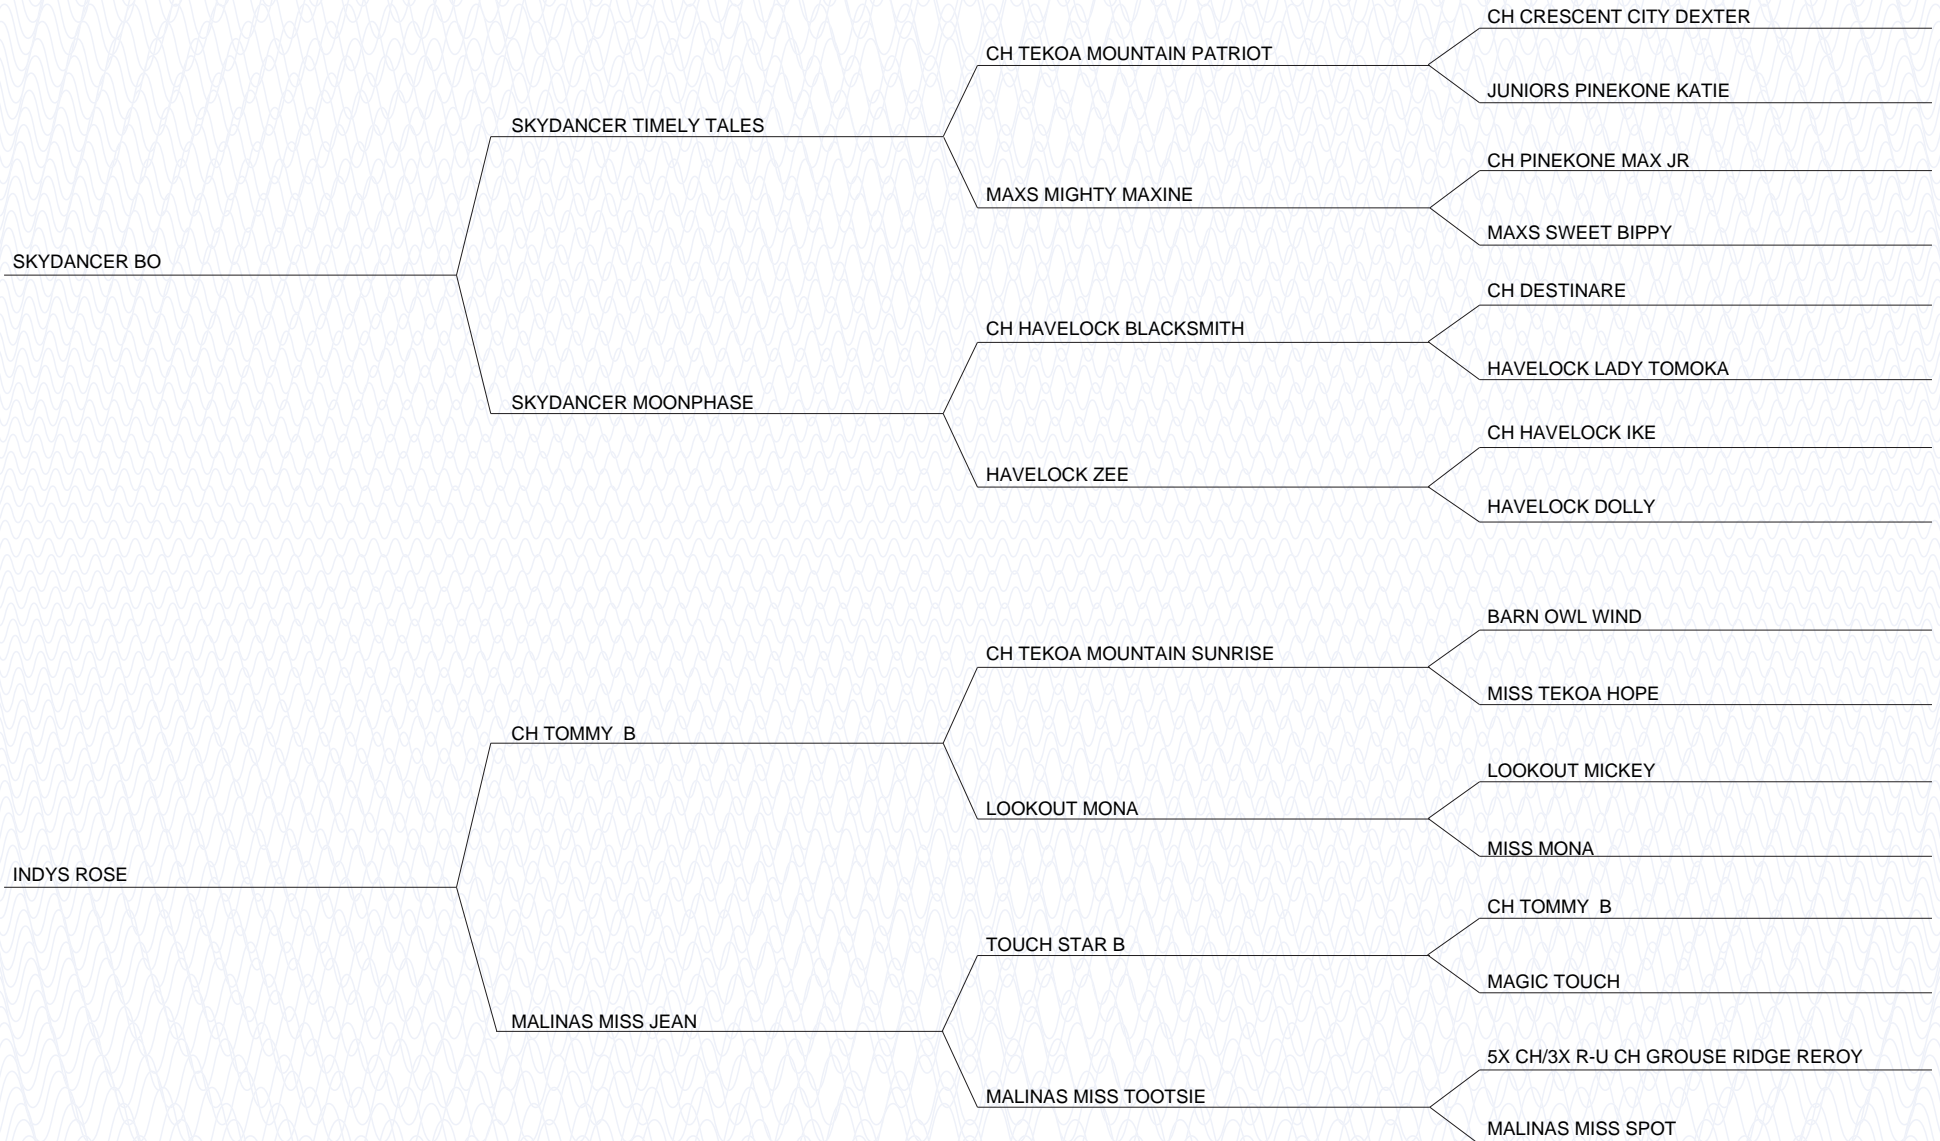 CH CRESCENT CITY DEXTER
CH TEKOA MOUNTAIN PATRIOT
JUNIORS PINEKONE KATIE
SKYDANCER TIMELY TALES
CH PINEKONE MAX JR
MAXS MIGHTY MAXINE
MAXS SWEET BIPPY
SKYDANCER BO
CH DESTINARE
CH HAVELOCK BLACKSMITH
HAVELOCK LADY TOMOKA
SKYDANCER MOONPHASE
CH HAVELOCK IKE
HAVELOCK ZEE
HAVELOCK DOLLY
BARN OWL WIND
CH TEKOA MOUNTAIN SUNRISE
MISS TEKOA HOPE
CH TOMMY  B
LOOKOUT MICKEY
LOOKOUT MONA
MISS MONA
INDYS ROSE
CH TOMMY  B
TOUCH STAR B
MAGIC TOUCH
MALINAS MISS JEAN
5X CH/3X R-U CH GROUSE RIDGE REROY
MALINAS MISS TOOTSIE
MALINAS MISS SPOT